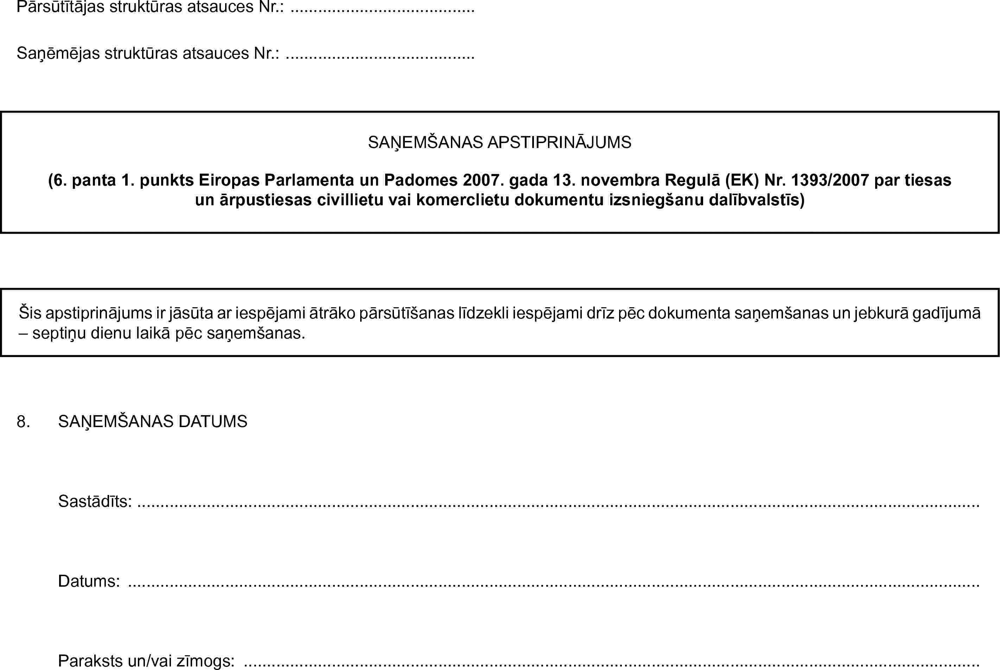 Pārsūtītājas struktūras atsauces Nr.: ........................................
Saņēmējas struktūras atsauces Nr.: .........................................
SAŅEMŠANAS APSTIPRINĀJUMS
(6. panta 1. punkts Eiropas Parlamenta un Padomes 2007. gada 13. novembra Regulā (EK) Nr. 1393/2007 par tiesas
un ārpustiesas civillietu vai komerclietu dokumentu izsniegšanu dalībvalstīs)
Šis apstiprinājums ir jāsūta ar iespējami ātrāko pārsūtīšanas līdzekli iespējami drīz pēc dokumenta saņemšanas un jebkurā gadījumā
– septiņu dienu laikā pēc saņemšanas.
8. SAŅEMŠANAS DATUMS
Sastādīts: ................................................................................
Datums: ................................................................................
Paraksts un/vai zīmogs: ................................................................................